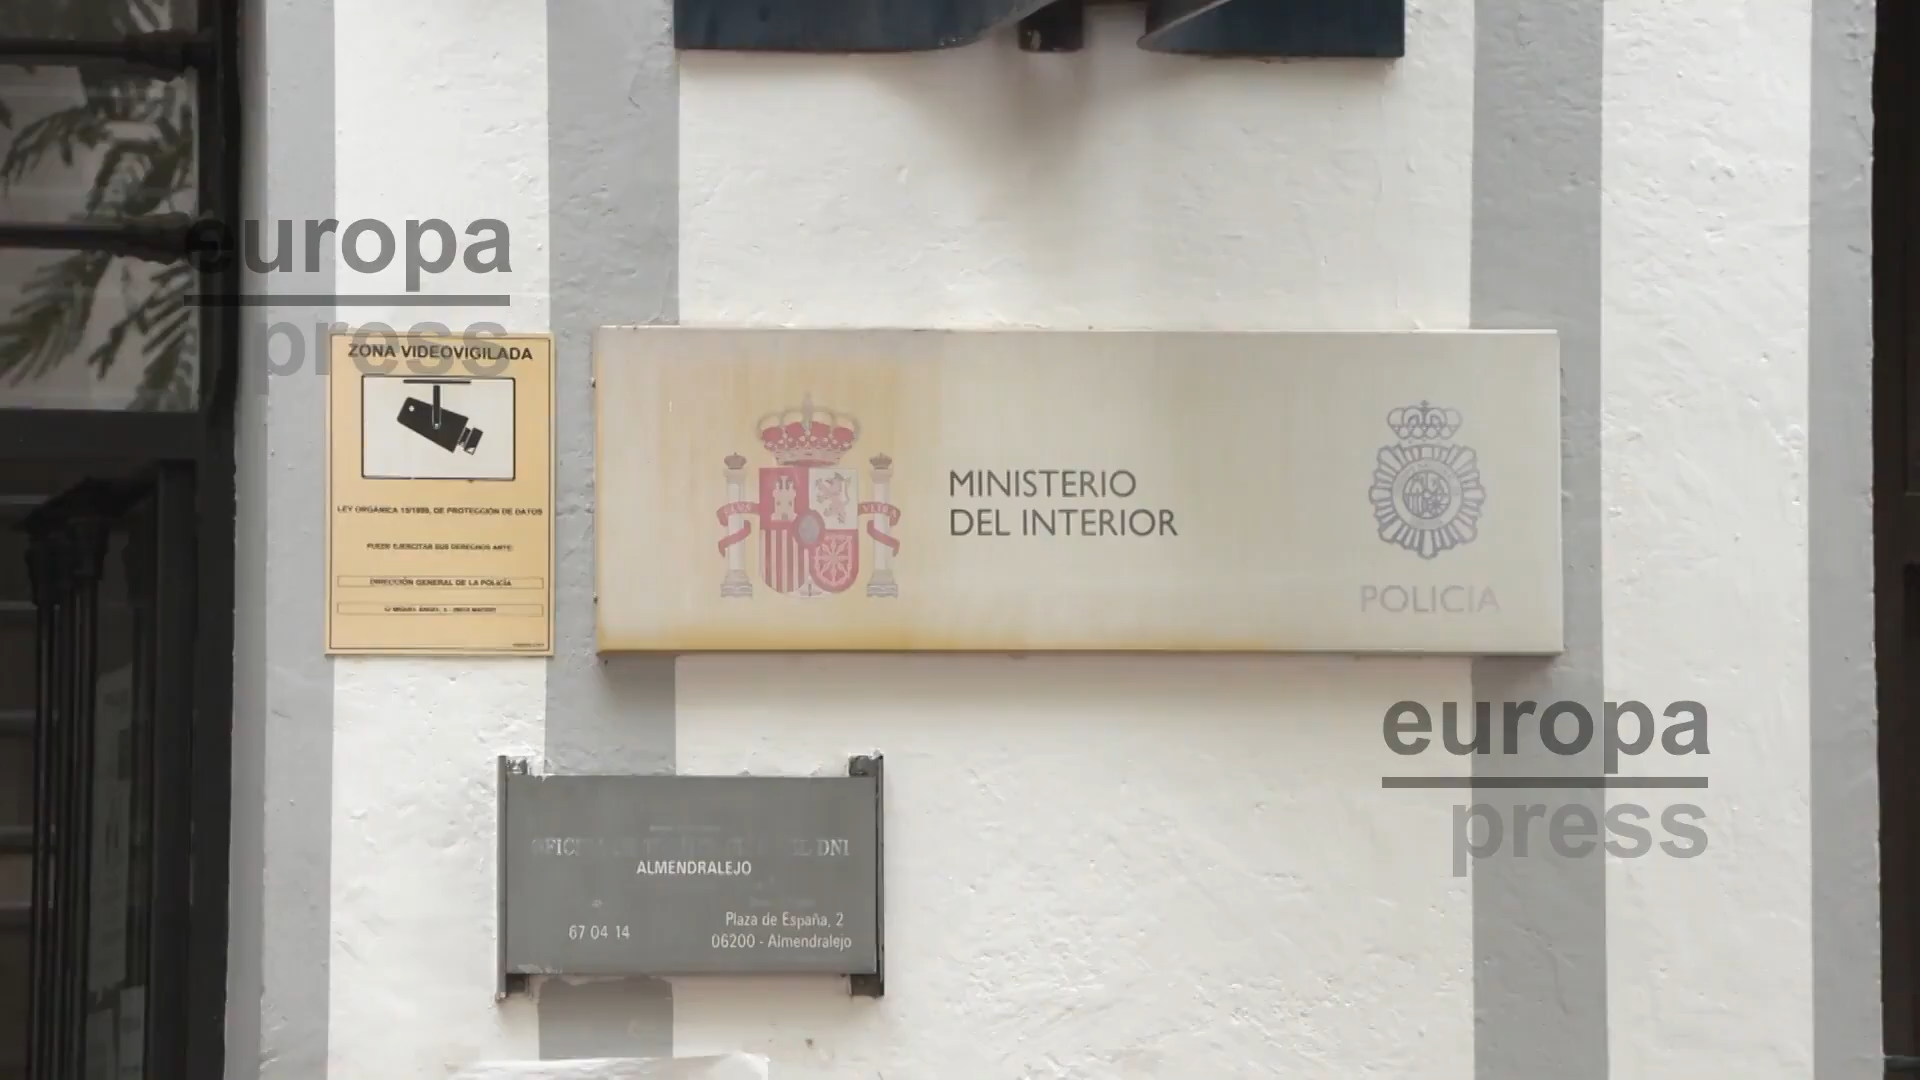 europa
press
ZONA VIDEOVIGILADA
LEY ORGÁNICA 15/1999, DE PROTECCIÓN DE DATOS
PUEDE EJERCITAR SUS DERECHOS ANTE:
DIRECCIÓN GENERAL DE LA POLICÍA
MINISTERIO
DEL INTERIOR
POLICIA
europa
press
DNI
ALMENDRALEJO
67 04 14
Plaza de España, 2
06200 - Almendralejo